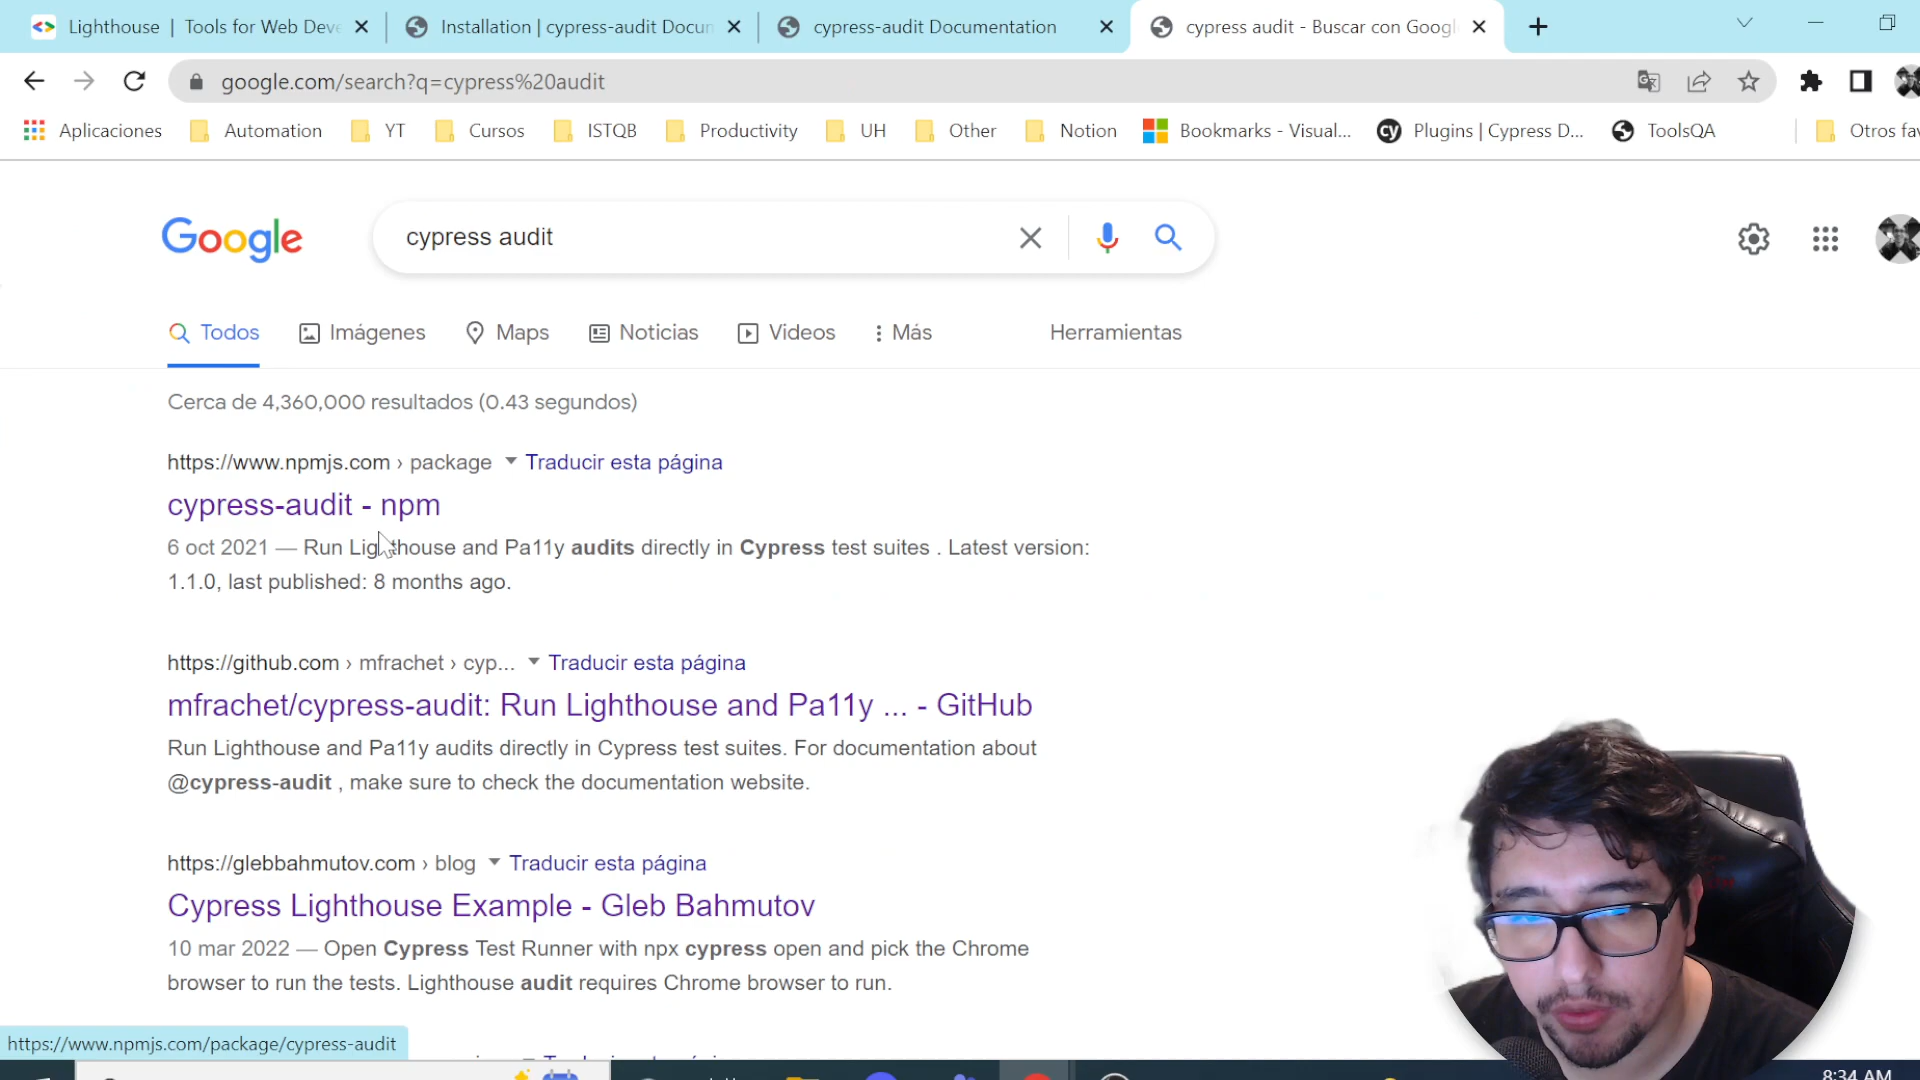 Lighthouse | Tools for Web Deve
Installation | cypress-audit Docun
cypress-audit Documentation
cypress audit - Buscar con Googl
google.com/search?q=cypress%20audit
Aplicaciones
Automation
YT
Cursos
ISTQB
Productivity
UH
Other
Notion
Bookmarks - Visual...
cy
Plugins | Cypress D...
ToolsQA
Otros fav
Google
cypress audit
Todos
Imágenes
Maps
Noticias
Videos
Más
Herramientas
Cerca de 4,360,000 resultados (0.43 segundos)
https://www.npmjs.com › package
Traducir esta página
cypress-audit - npm
6 oct 2021 — Run Lighthouse and Pa11y audits directly in Cypress test suites . Latest version:
1.1.0, last published: 8 months ago.
https://github.com › mfrachet › cyp...
Traducir esta página
mfrachet/cypress-audit: Run Lighthouse and Pa11y ... - GitHub
Run Lighthouse and Pa11y audits directly in Cypress test suites. For documentation about
@cypress-audit , make sure to check the documentation website.
https://glebbahmutov.com › blog
Traducir esta página
Cypress Lighthouse Example - Gleb Bahmutov
10 mar 2022 — Open Cypress Test Runner with npx cypress open and pick the Chrome
browser to run the tests. Lighthouse audit requires Chrome browser to run.
https://www.npmjs.com/package/cypress-audit
8:34 AM